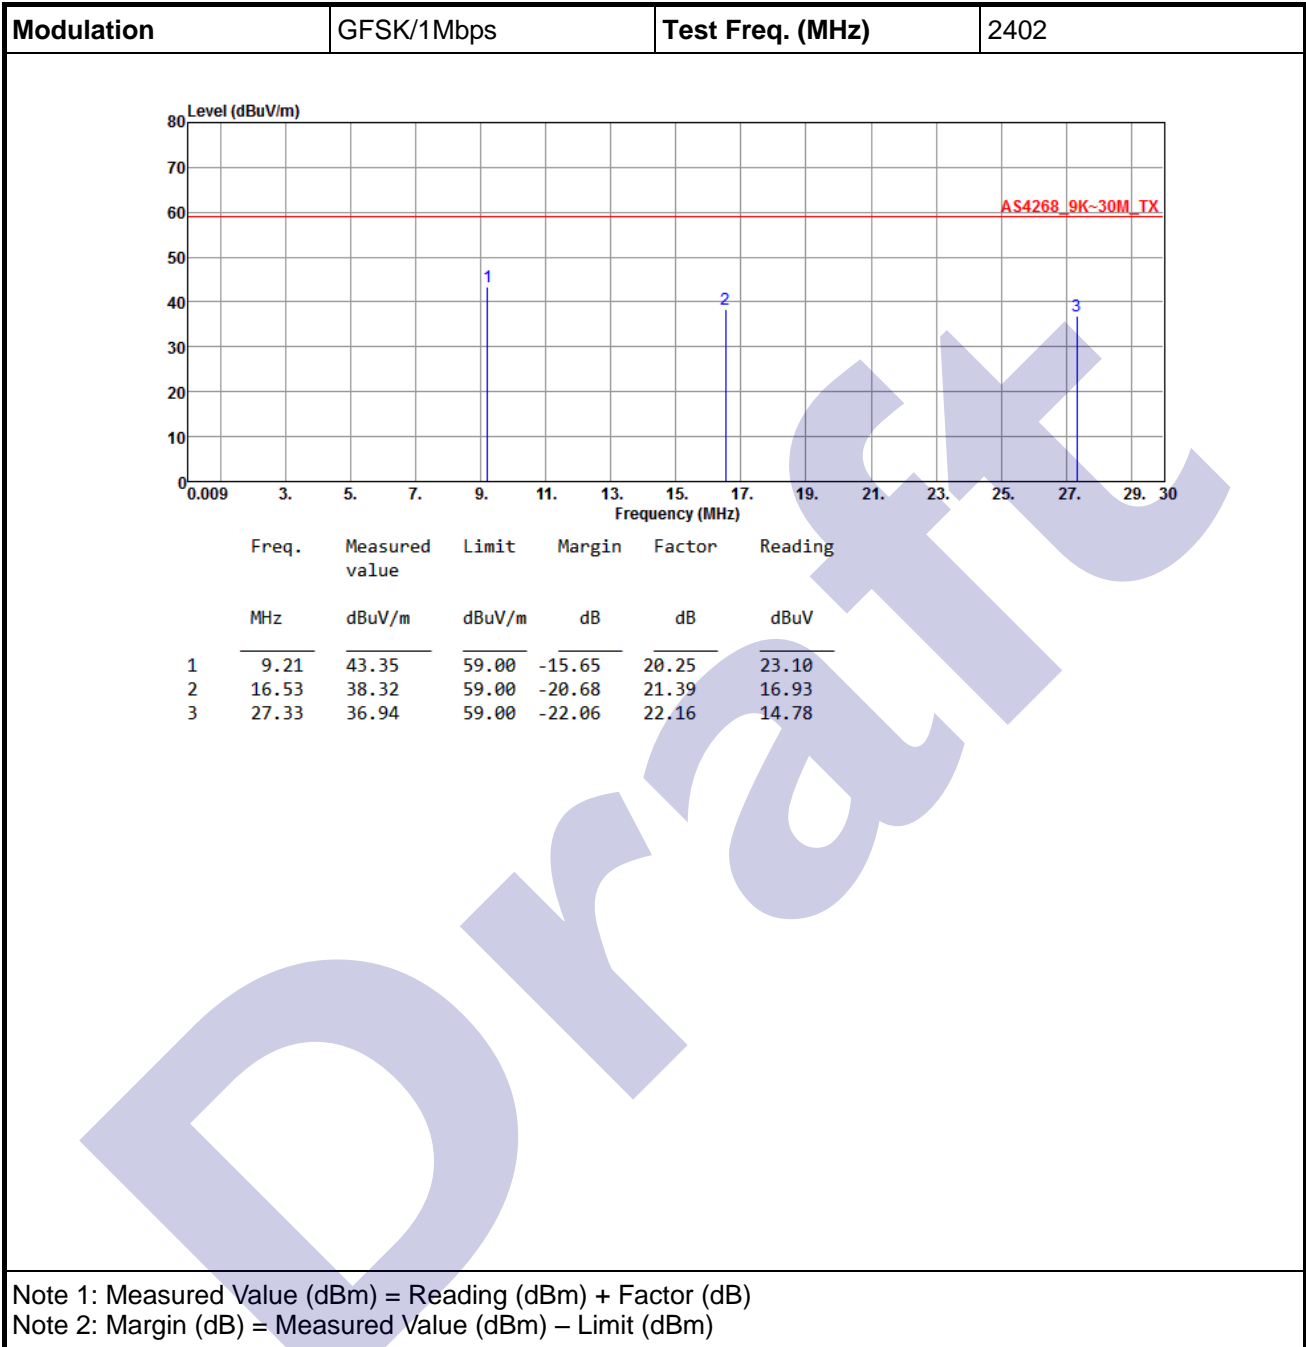 Modulation GFSK/1Mbps Test Freq. (MHz) 2402
Level (dBuV/m)
80
70
60
50
40
30
20
10
0
AS4268_9K~30M_TX
1
2
3
0.009 3. 5. 7. 9. 11. 13. 15. 17. 19. 21. 23. 25. 27. 29. 30
Frequency (MHz)
Freq. Measured Limit Margin Factor Reading
value
MHz dBuV/m dBuV/m dB dB dBuV
1 9.21 43.35 59.00 -15.65 20.25 23.10
2 16.53 38.32 59.00 -20.68 21.39 16.93
3 27.33 36.94 59.00 -22.06 22.16 14.78
Draft
Note 1: Measured Value (dBm) = Reading (dBm) + Factor (dB)
Note 2: Margin (dB) = Measured Value (dBm) – Limit (dBm)